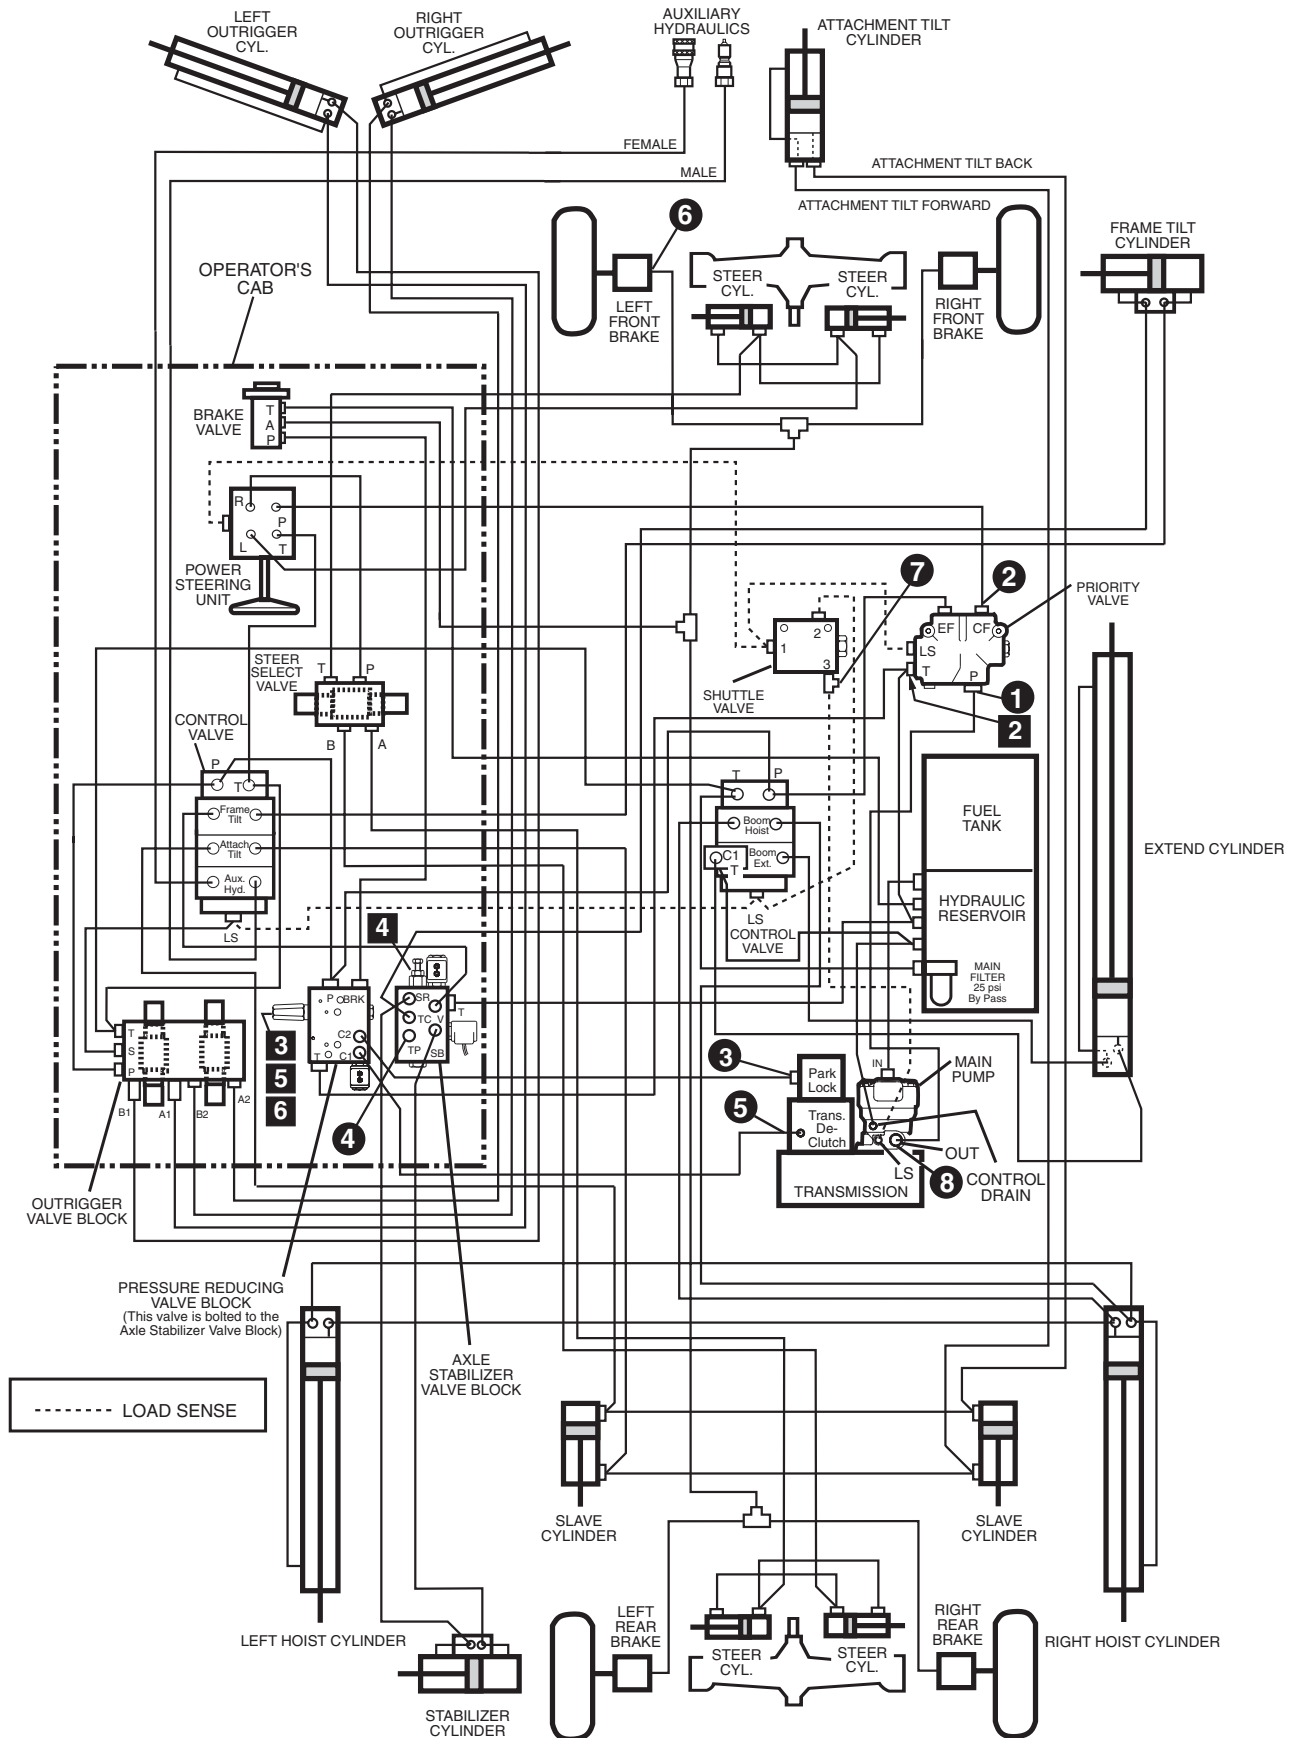 LEFT
OUTRIGGER
CYL.
RIGHT
OUTRIGGER
CYL.
AUXILIARY
HYDRAULICS
ATTACHMENT TILT
CYLINDER
FEMALE
MALE
ATTACHMENT TILT BACK
ATTACHMENT TILT FORWARD
6
FRAME TILT
CYLINDER
OPERATOR'S
CAB
STEER
CYL.
STEER
CYL.
LEFT
FRONT
BRAKE
RIGHT
FRONT
BRAKE
BRAKE
VALVE
T
A
P
R
P
L
T
POWER
STEERING
UNIT
7
2
PRIORITY
VALVE
EF
CF
LS
T
P
1
2
3
SHUTTLE
VALVE
1
2
STEER
SELECT
VALVE
T
P
B
A
CONTROL
VALVE
P
T
Frame
Tilt
Attach
Tilt
Aux.
Hyd.
LS
T
P
Boom
Hoist
C1
Boom
Ext.
T
LS
CONTROL
VALVE
FUEL
TANK
HYDRAULIC
RESERVOIR
MAIN
FILTER
25 psi
By Pass
EXTEND CYLINDER
4
P
BRK
C2
T
C1
SR
TC
V
T
TP
SB
3
5
6
4
T
S
P
B1
A1
B2
A2
OUTRIGGER
VALVE BLOCK
3
Park
Lock
5
Trans.
De-
Clutch
TRANSMISSION
IN
MAIN
PUMP
OUT
LS
8
CONTROL
DRAIN
PRESSURE REDUCING
VALVE BLOCK
(This valve is bolted to the
Axle Stabilizer Valve Block)
AXLE
STABILIZER
VALVE BLOCK
LOAD SENSE
SLAVE
CYLINDER
SLAVE
CYLINDER
LEFT HOIST CYLINDER
LEFT
REAR
BRAKE
RIGHT
REAR
BRAKE
RIGHT HOIST CYLINDER
STEER
CYL.
STEER
CYL.
STABILIZER
CYLINDER